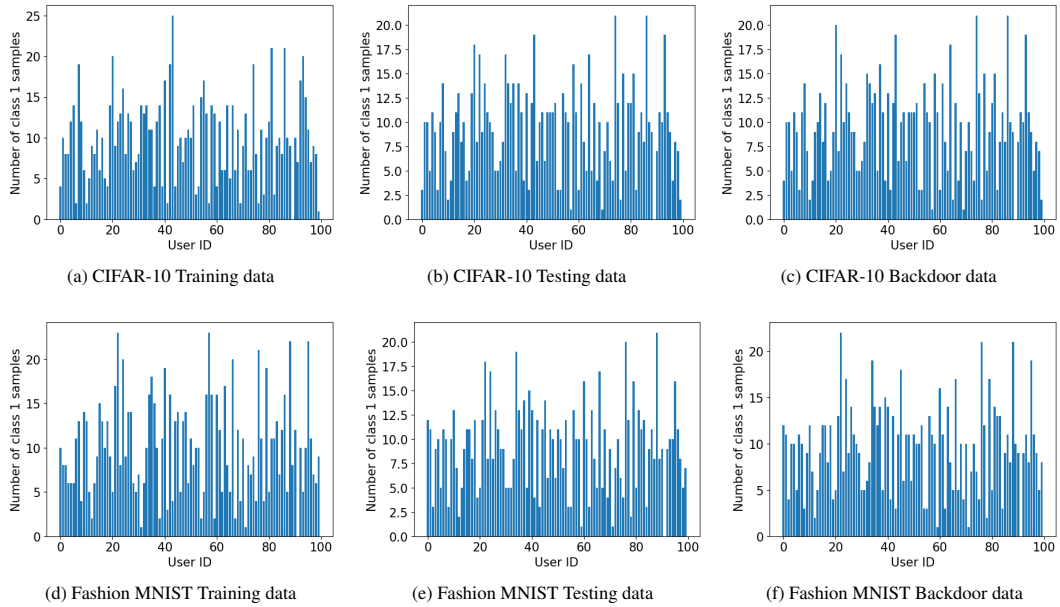 Number of class 1 samples
25
20
15
10
5
0
0 20 40 60 80 100
User ID
(a) CIFAR-10 Training data
Number of class 1 samples
20.0
17.5
15.0
12.5
10.0
7.5
5.0
2.5
0.0
0 20 40 60 80 100
User ID
(b) CIFAR-10 Testing data
Number of class 1 samples
20.0
17.5
15.0
12.5
10.0
7.5
5.0
2.5
0.0
0 20 40 60 80 100
User ID
(c) CIFAR-10 Backdoor data
Number of class 1 samples
20
15
10
5
0
0 20 40 60 80 100
User ID
(d) Fashion MNIST Training data
Number of class 1 samples
20.0
17.5
15.0
12.5
10.0
7.5
5.0
2.5
0.0
0 20 40 60 80 100
User ID
(e) Fashion MNIST Testing data
Number of class 1 samples
20
15
10
5
0
0 20 40 60 80 100
User ID
(f) Fashion MNIST Backdoor data